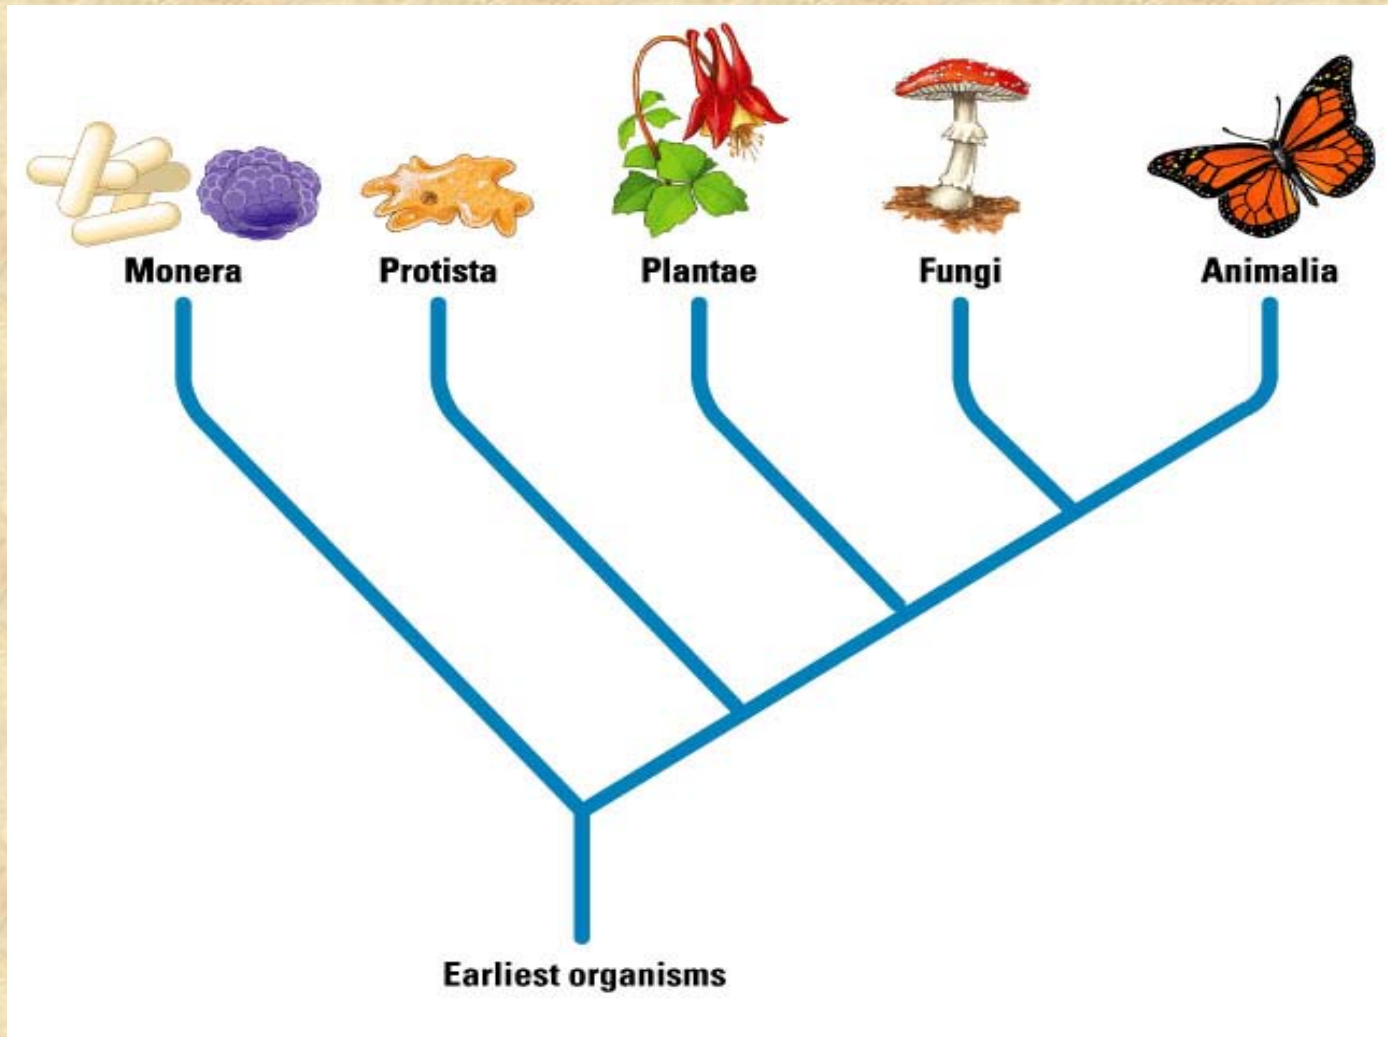 Monera
Protista
Plantae
Fungi
Animalia
Earliest organisms